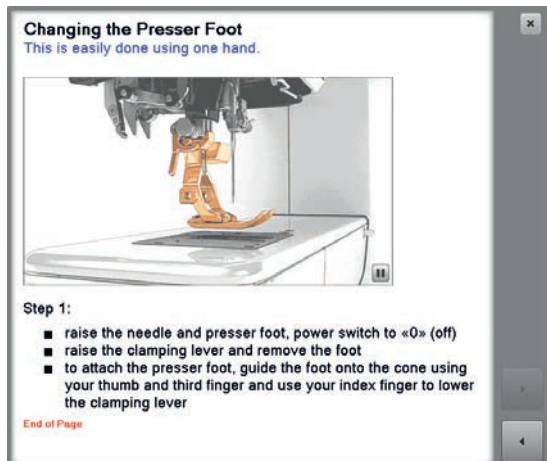 Changing the Presser Foot
This is easily done using one hand.
Step 1:
■ raise the needle and presser foot, power switch to «0» (off)
■ raise the clamping lever and remove the foot
■ to attach the presser foot, guide the foot onto the cone using
your thumb and third finger and use your index finger to lower
the clamping lever
End of Page